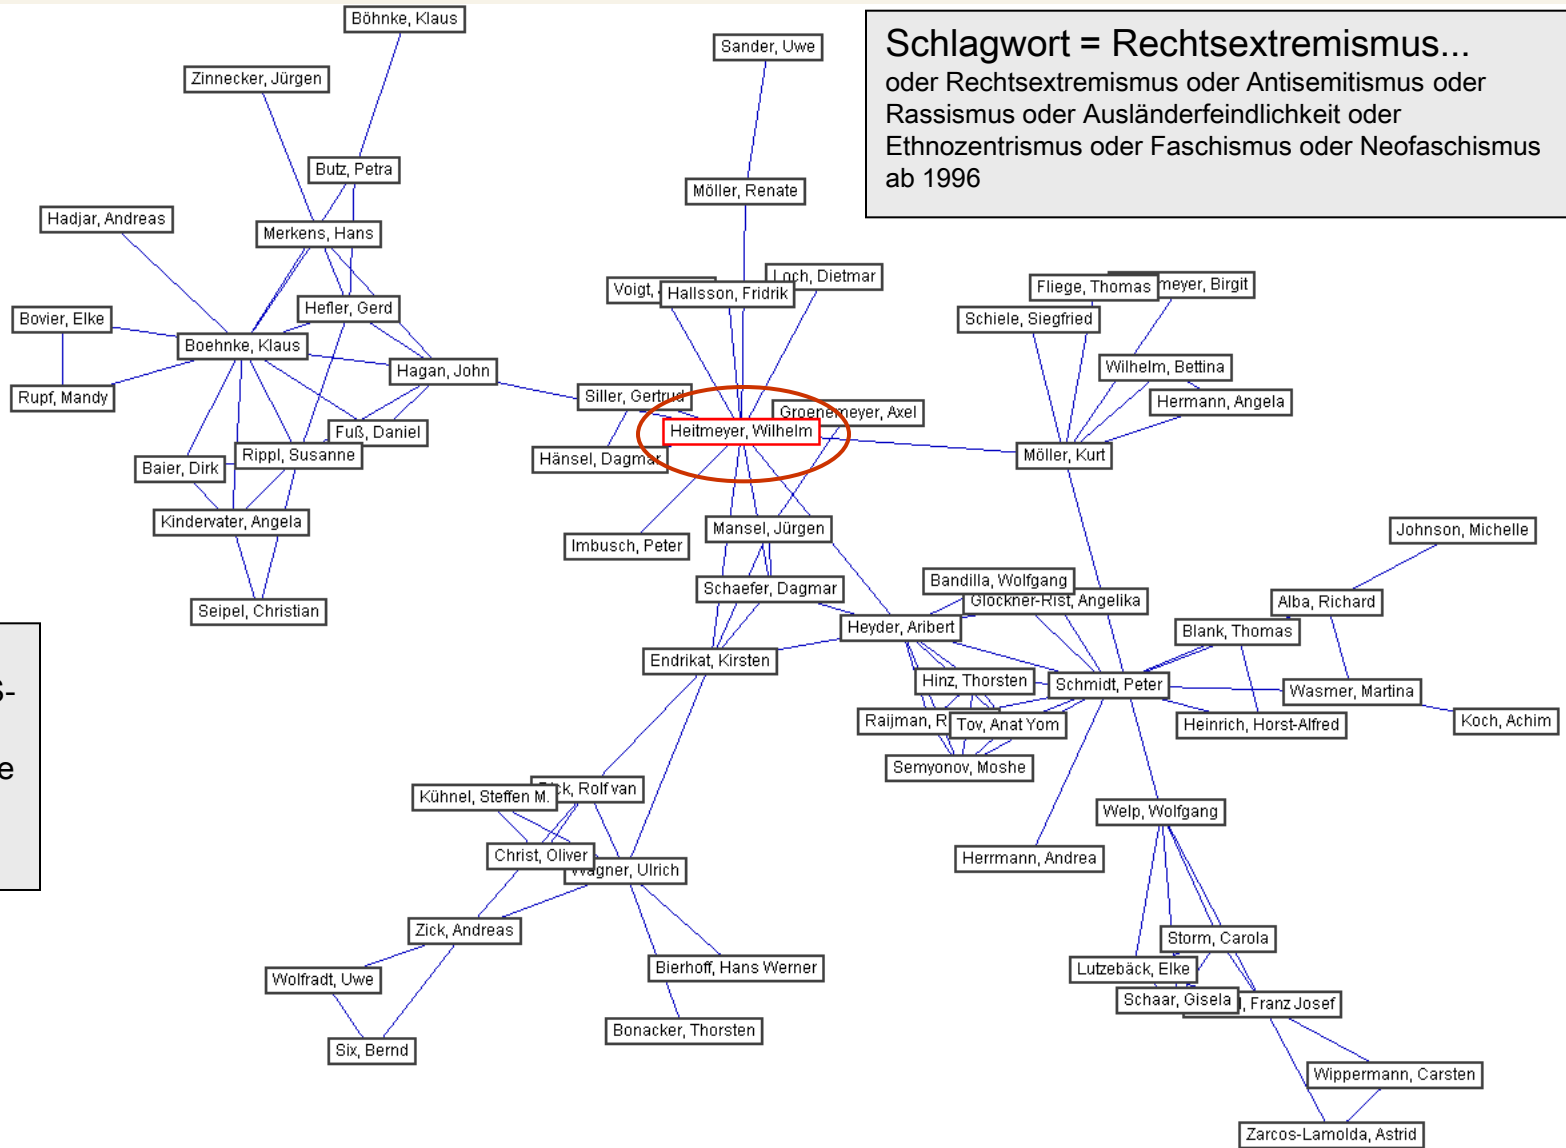 Schlagwort = Rechtsextremismus...
oder Rechtsextremismus oder Antisemitismus oder
Rassismus oder Ausländerfeindlichkeit oder
Ethnozentrismus oder Faschismus oder Neofaschismus
ab 1996
Böhnke, Klaus
Sander, Uwe
Zinnecker, Jürgen
Butz, Petra
Möller, Renate
Hadjar, Andreas
Merkens, Hans
Voigt,
Hallsson, Fridrik
Loch, Dietmar
Fliege, Thomas
meyer, Birgit
Hefler, Gerd
Bovier, Elke
Schiele, Siegfried
Boehnke, Klaus
Hagan, John
Wilhelm, Bettina
Rupf, Mandy
Siller, Gertrud
Hermann, Angela
Groenemeyer, Axel
Fuß, Daniel
Heitmeyer, Wilhelm
Rippl, Susanne
Hänsel, Dagmar
Möller, Kurt
Baier, Dirk
Kindervater, Angela
Mansel, Jürgen
Johnson, Michelle
Imbusch, Peter
Schaefer, Dagmar
Bandilla, Wolfgang
Glöckner-Rist, Angelika
Alba, Richard
Seipel, Christian
Heyder, Aribert
Blank, Thomas
Endrikat, Kirsten
S-
Hinz, Thorsten
Schmidt, Peter
Wasmer, Martina
Raijman, R
Tov, Anat Yom
Heinrich, Horst-Alfred
Koch, Achim
e
Semyonov, Moshe
Kühnel, Steffen M.
ck, Rolf van
Welp, Wolfgang
Christ, Oliver
Wagner, Ulrich
Herrmann, Andrea
Zick, Andreas
Storm, Carola
Wolfradt, Uwe
Bierhoff, Hans Werner
Lutzebäck, Elke
Schaar, Gisela
l, Franz Josef
Bonacker, Thorsten
Six, Bernd
Wippermann, Carsten
Zarcos-Lamolda, Astrid